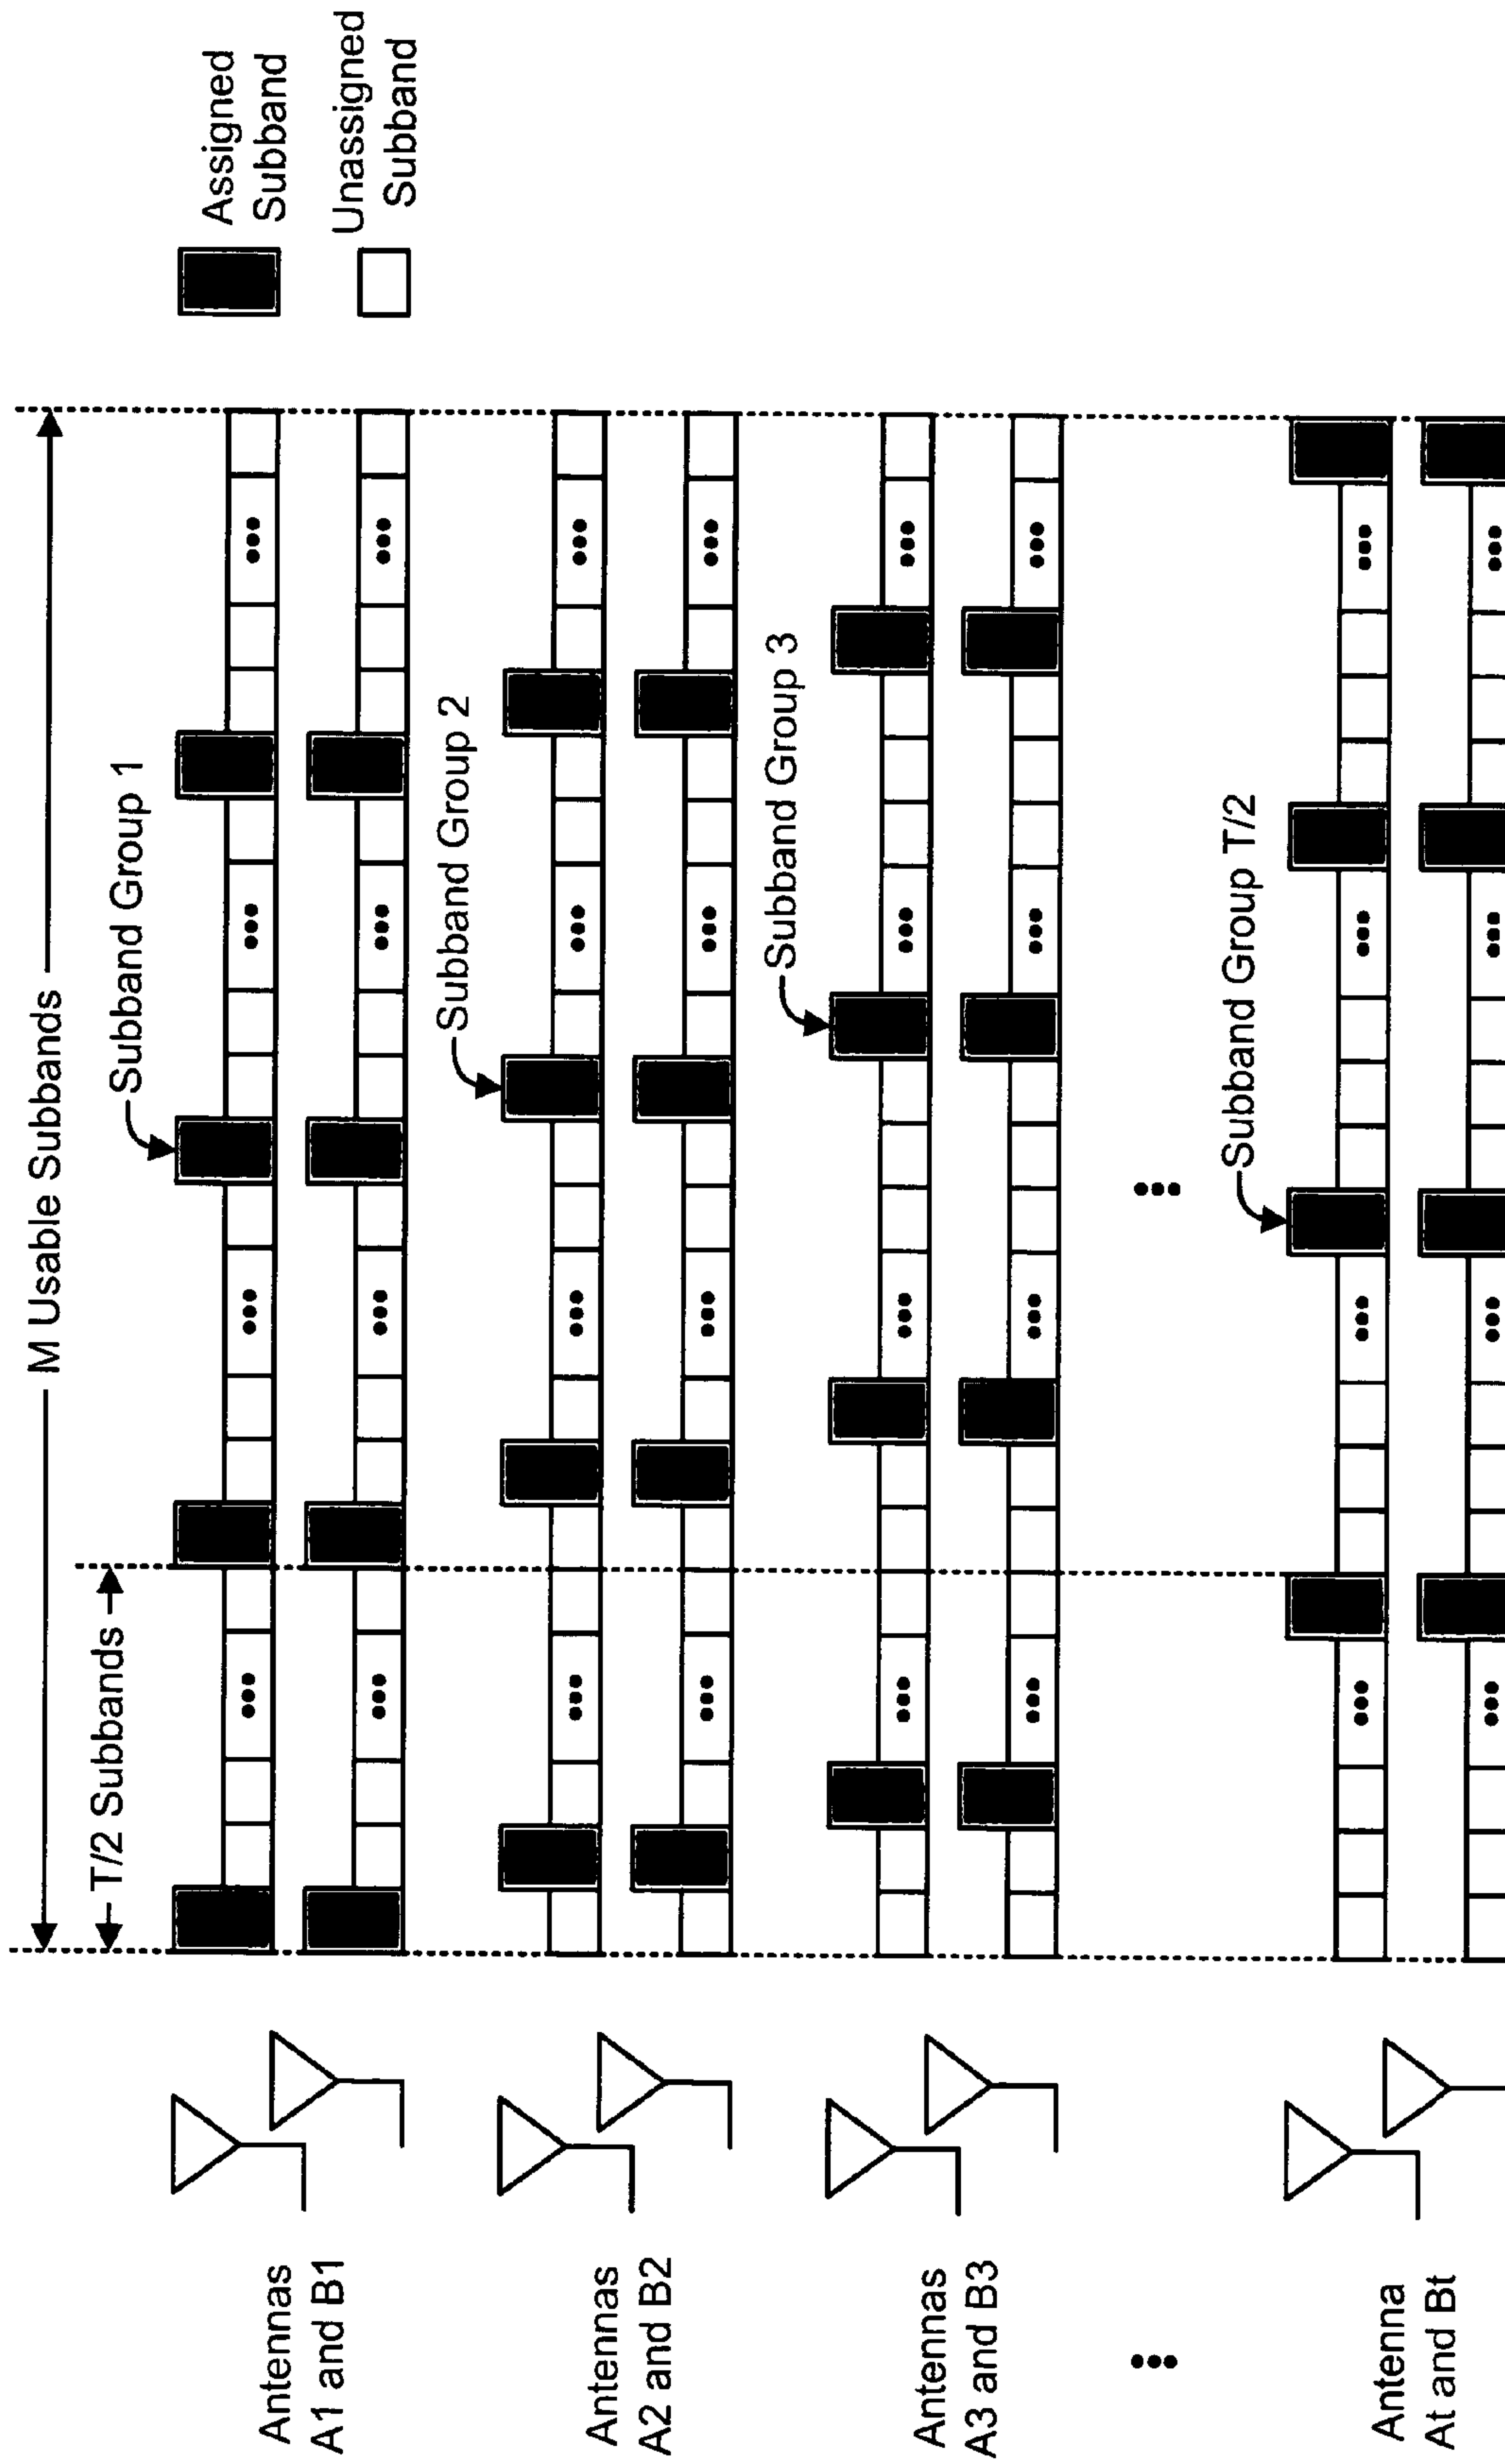 M Usable Subbands
T/2 Subbands
Assigned
Subband
Unassigned
Subband
Subband Group 1
Antennas
A1 and B1
Subband Group 2
Antennas
A2 and B2
Subband Group 3
Antennas
A3 and B3
Subband Group T/2
Antenna
At and Bt